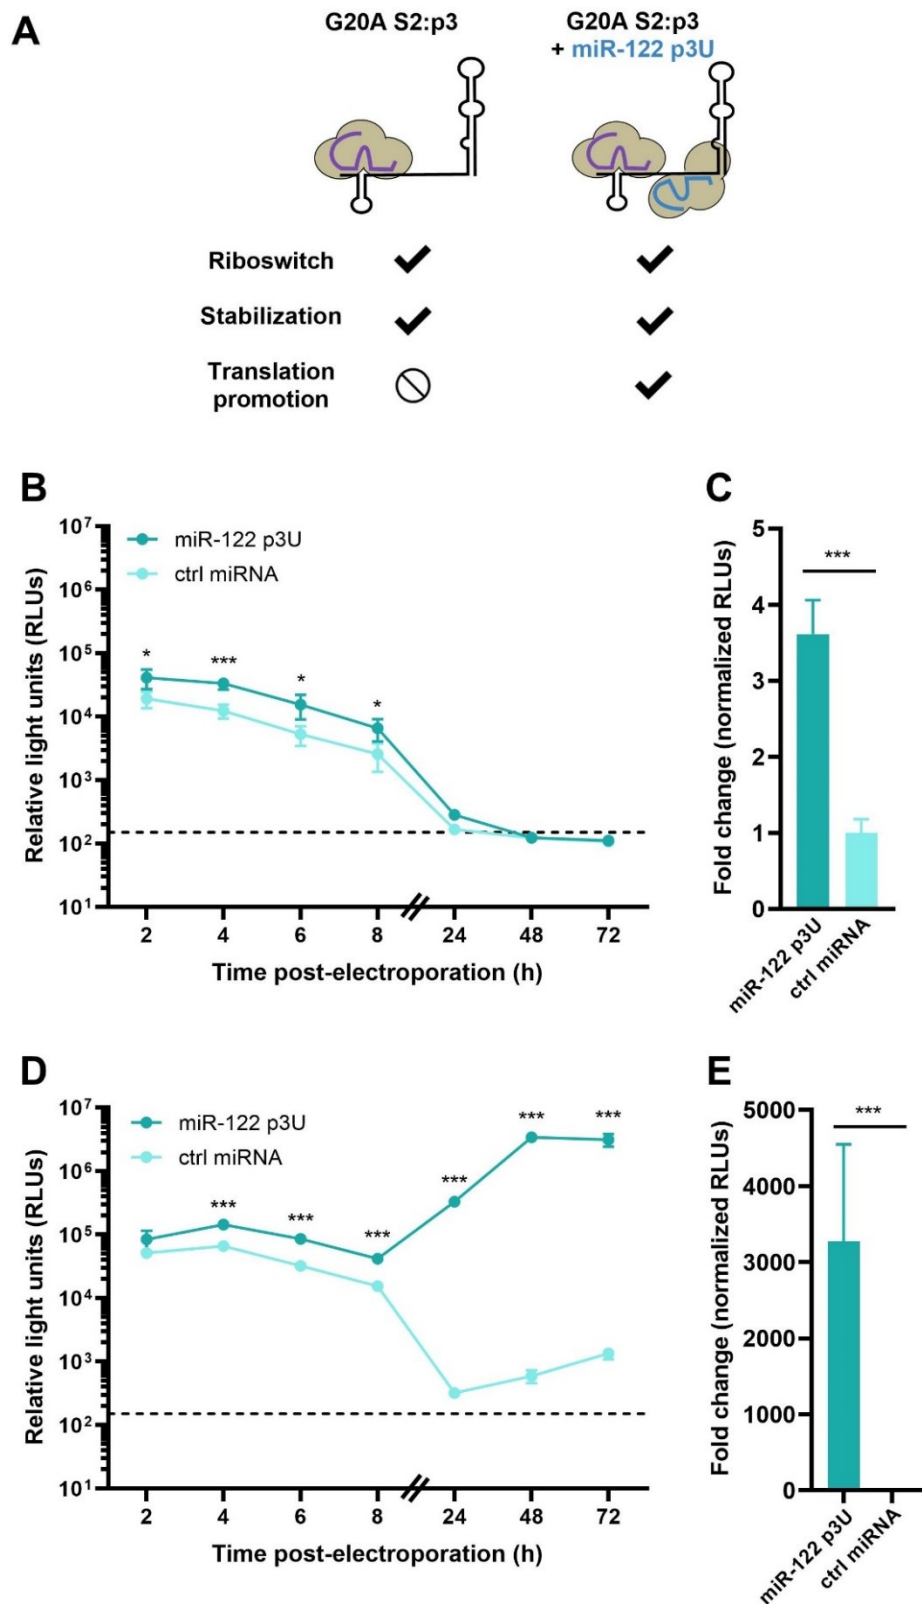 A
G20A S2:p3
G20A S2:p3
+ miR-122 p3U
Riboswitch
Stabilization
Translation
promotion
B
Relative light units (RLUs)
10⁷
10⁶
10⁵
10⁴
10³
10²
10¹
miR-122 p3U
ctrl miRNA
* *** * *
2 4 6 8 24 48 72
Time post-electroporation (h)
C
Fold change (normalized RLUs)
5
4
3
2
1
0
***
miR-122 p3U
ctrl miRNA
D
Relative light units (RLUs)
10⁷
10⁶
10⁵
10⁴
10³
10²
10¹
miR-122 p3U
ctrl miRNA
*** *** *** *** *** ***
2 4 6 8 24 48 72
Time post-electroporation (h)
E
Fold change (normalized RLUs)
5000
4000
3000
2000
1000
0
***
miR-122 p3U
ctrl miRNA